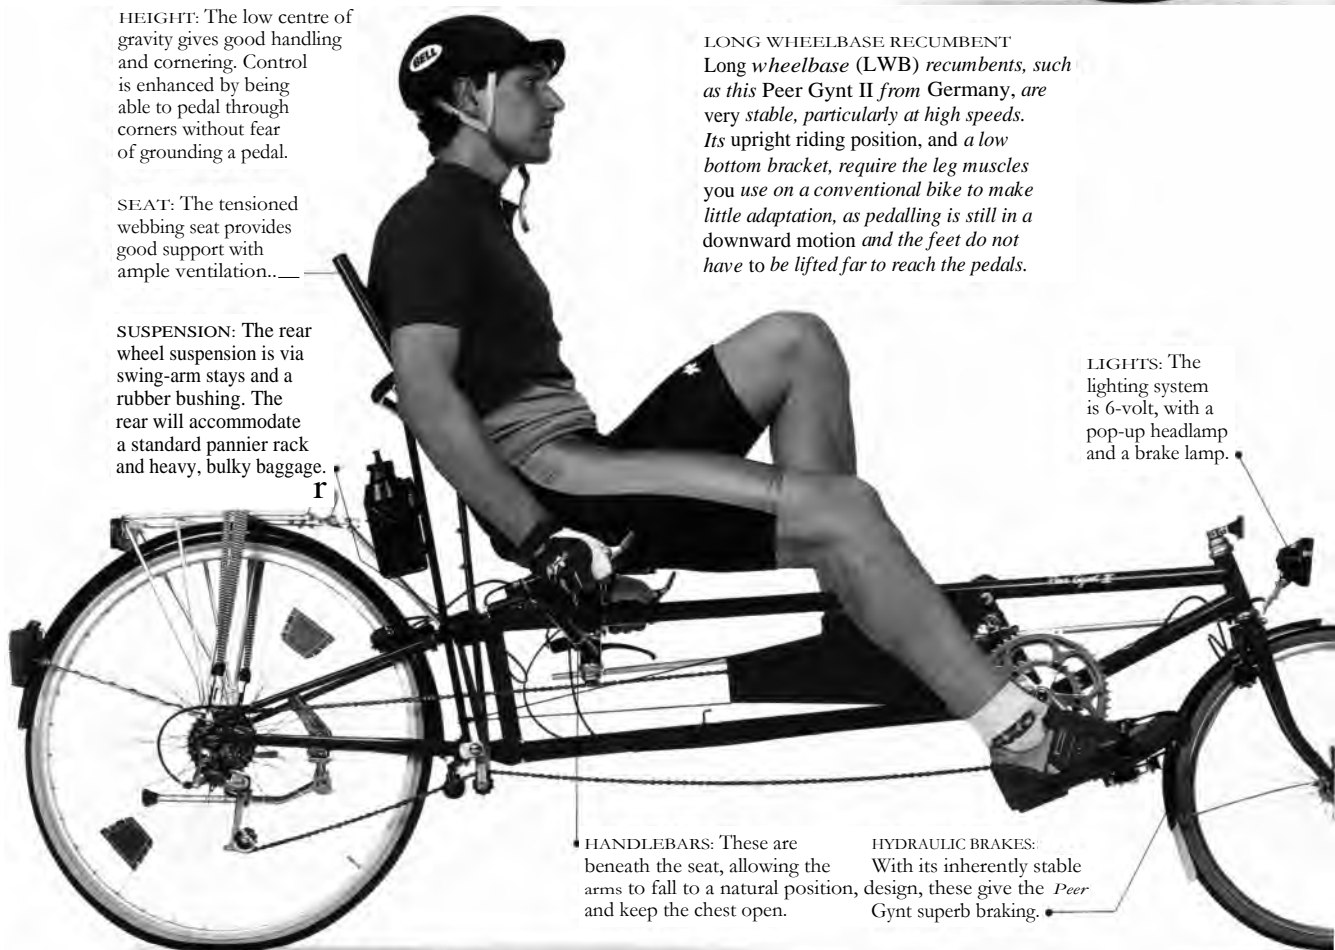 HEIGHT: The low centre of
gravity gives good handling
and cornering. Control
is enhanced by being
able to pedal through
corners without fear
of grounding a pedal.
SEAT: The tensioned
webbing seat provides
good support with
ample ventilation..__
SUSPENSION: The rear
wheel suspension is via
swing-arm stays and a
rubber bushing. The
rear will accommodate
a standard pannier rack
and heavy, bulky baggage.
r
BELL
LONG WHEELBASE RECUMBENT
Long wheelbase (LWB) recumbents, such
as this Peer Gynt II from Germany, are
very stable, particularly at high speeds.
Its upright riding position, and a low
bottom bracket, require the leg muscles
you use on a conventional bike to make
little adaptation, as pedalling is still in a
downward motion and the feet do not
have to be lifted far to reach the pedals.
LIGHTS: The
lighting system
is 6-volt, with a
pop-up headlamp
and a brake lamp.
Peer Gynt II
HANDLEBARS: These are
beneath the seat, allowing the
arms to fall to a natural position,
and keep the chest open.
HYDRAULIC BRAKES:
With its inherently stable
design, these give the Peer
Gynt superb braking.